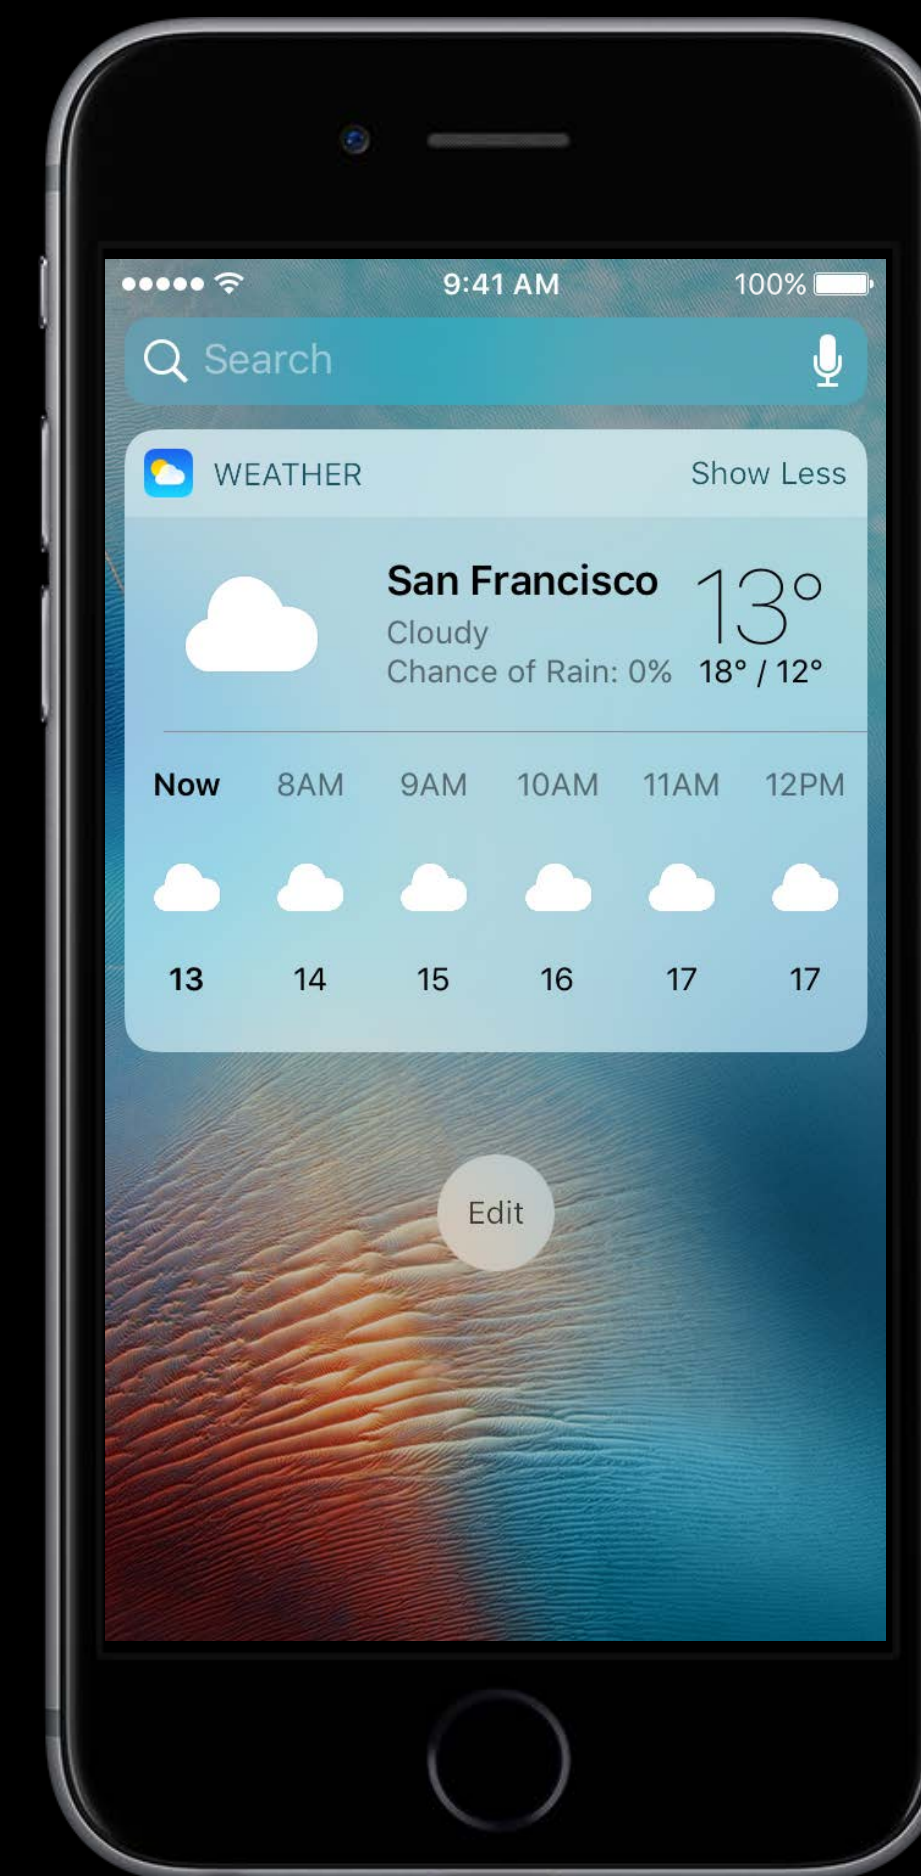 9:41 AM 100%
Search
WEATHER Show Less
San Francisco 13°
Cloudy
Chance of Rain: 0% 18° / 12°
Now 8AM 9AM 10AM 11AM 12PM
13 14 15 16 17 17
Edit